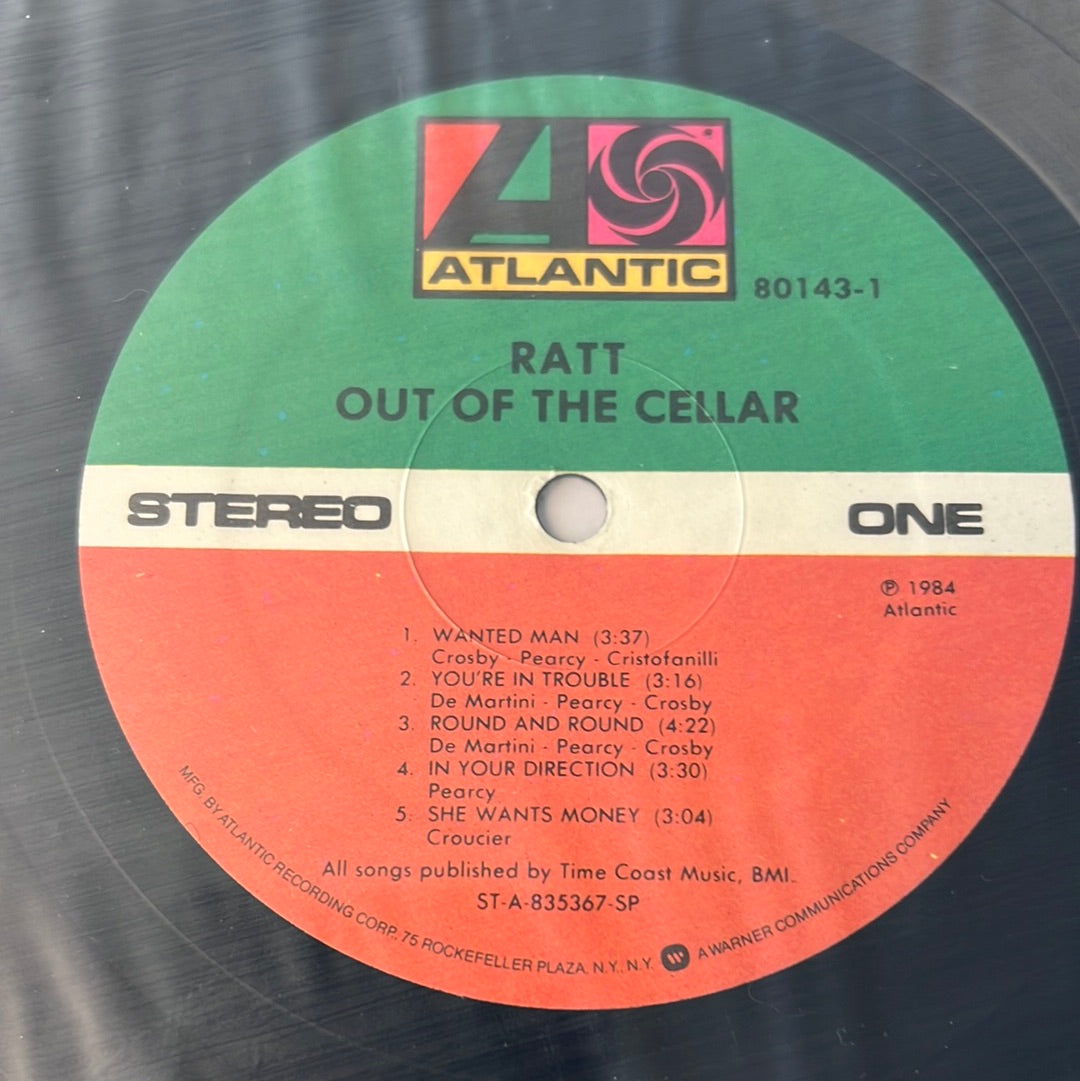 ATLANTIC
80143-1
RATT
OUT OF THE CELLAR
STEREO
ONE
℗ 1984
Atlantic
1. WANTED MAN (3:37)
Crosby - Pearcy - Cristofanilli
2. YOU'RE IN TROUBLE (3:16)
De Martini - Pearcy - Crosby
3. ROUND AND ROUND (4:22)
De Martini - Pearcy - Crosby
4. IN YOUR DIRECTION (3:30)
Pearcy
5. SHE WANTS MONEY (3:04)
Croucier
All songs published by Time Coast Music, BMI.
ST-A-835367-SP
MFG. BY ATLANTIC RECORDING CORP., 75 ROCKEFELLER PLAZA, N.Y., N.Y. W A WARNER COMMUNICATIONS COMPANY